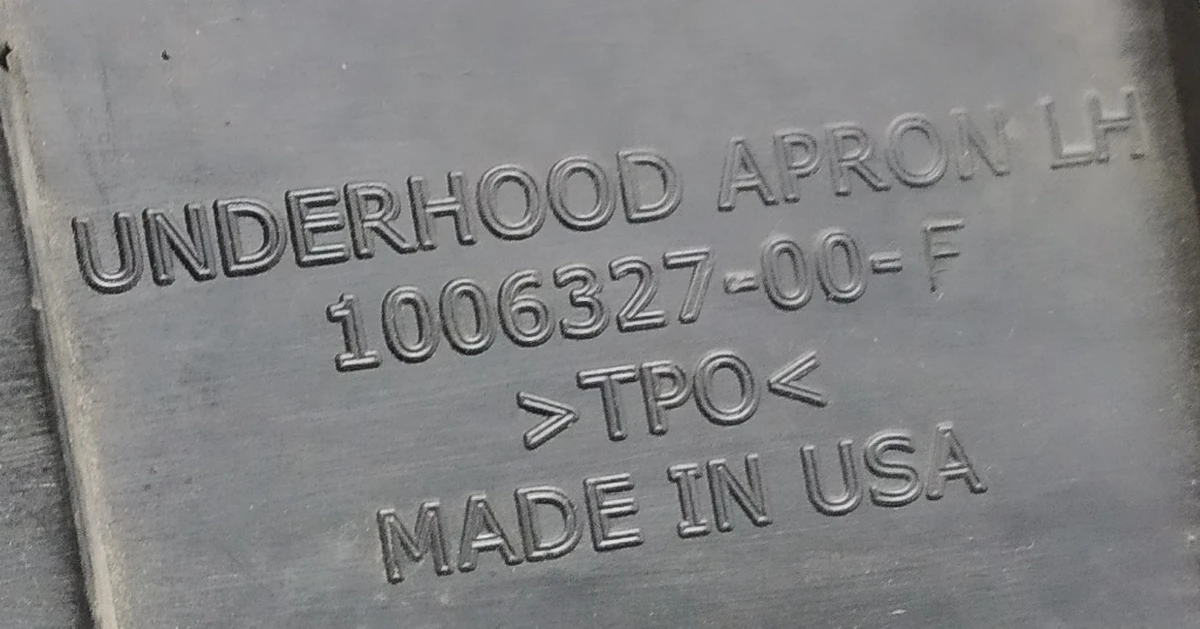 UNDERHOOD APRON LH
1006327-00-F
>TPO<
MADE IN USA